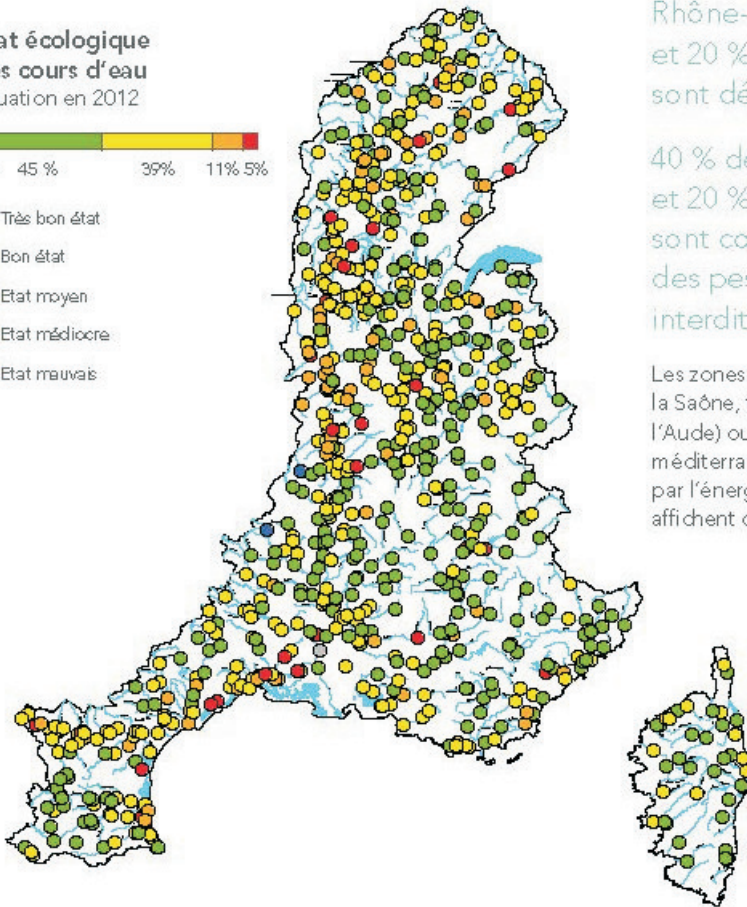 at écologique
s cours d'eau
uation en 2012
45 % 39% 11% 5%
Très bon état
Bon état
Etat moyen
Etat médiocre
Etat mauvais
Rhône-
et 20 %
sont dé
40 % de
et 20 %
sont co
des pe
interdit
Les zones
la Saône,
l'Aude) ou
méditerra
par l'énerg
affichent d